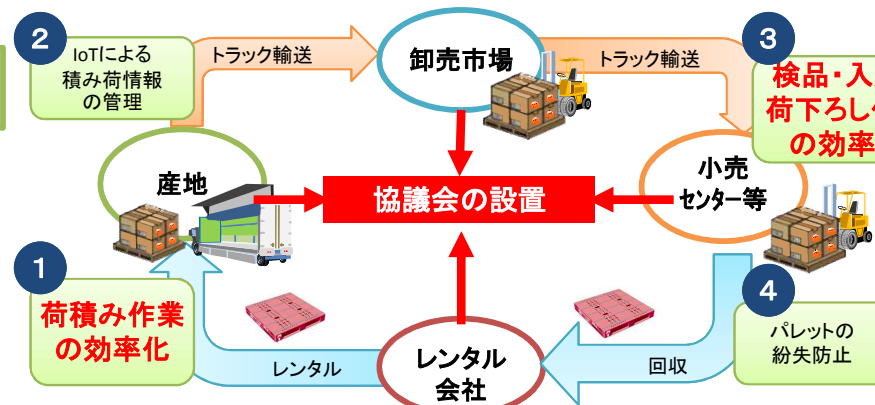 2
IoTによる
積み荷情報
の管理
トラック輸送
卸売市場
トラック輸送
3
検品・入
荷下ろし
の効率
産地
協議会の設置
小売
センター等
1
荷積み作業
の効率化
レンタル
レンタル
会社
回収
4
パレットの
紛失防止